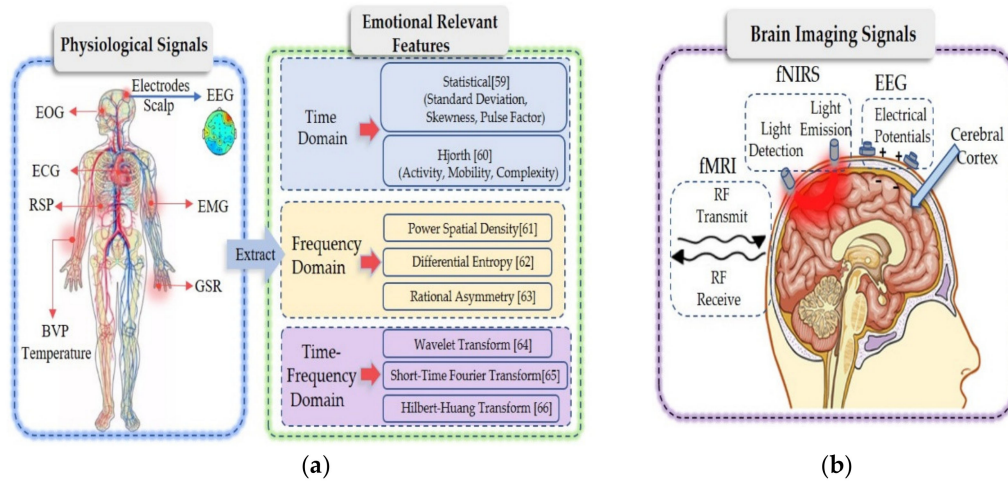 Physiological Signals
Electrodes
Scalp
EEG
EOG
ECG
RSP
EMG
GSR
BVP
Temperature
Extract
Emotional Relevant
Features
Time
Domain
Statistical[59]
(Standard Deviation,
Skewness, Pulse Factor)
Hjorth [60]
(Activity, Mobility, Complexity)
Frequency
Domain
Power Spatial Density[61]
Differential Entropy [62]
Rational Asymmetry [63]
Time-
Frequency
Domain
Wavelet Transform [64]
Short-Time Fourier Transform[65]
Hilbert-Huang Transform [66]
(a)
Brain Imaging Signals
fNIRS
Light
Emission
Light
Detection
EEG
Electrical
Potentials
+ +
- -
Cerebral
Cortex
fMRI
RF
Transmit
RF
Receive
(b)